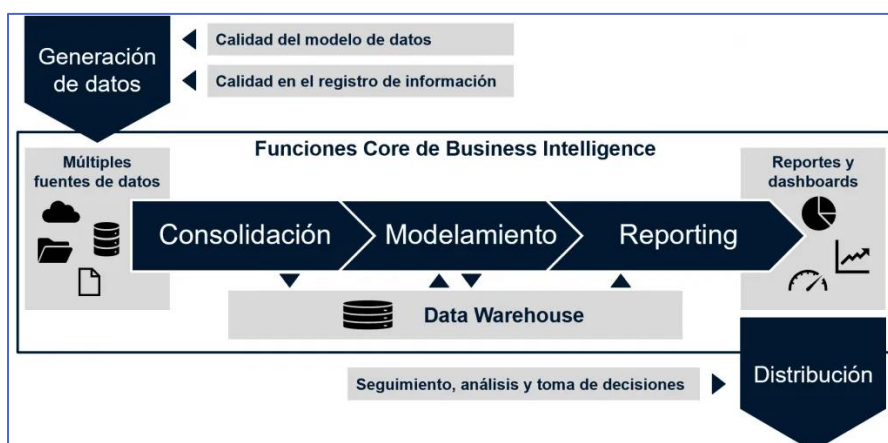 Generación
de datos
Calidad del modelo de datos
Calidad en el registro de información
Funciones Core de Business Intelligence
Múltiples
fuentes de datos
Reportes y
dashboards
Consolidación
Modelamiento
Reporting
Data Warehouse
Seguimiento, análisis y toma de decisiones
Distribución